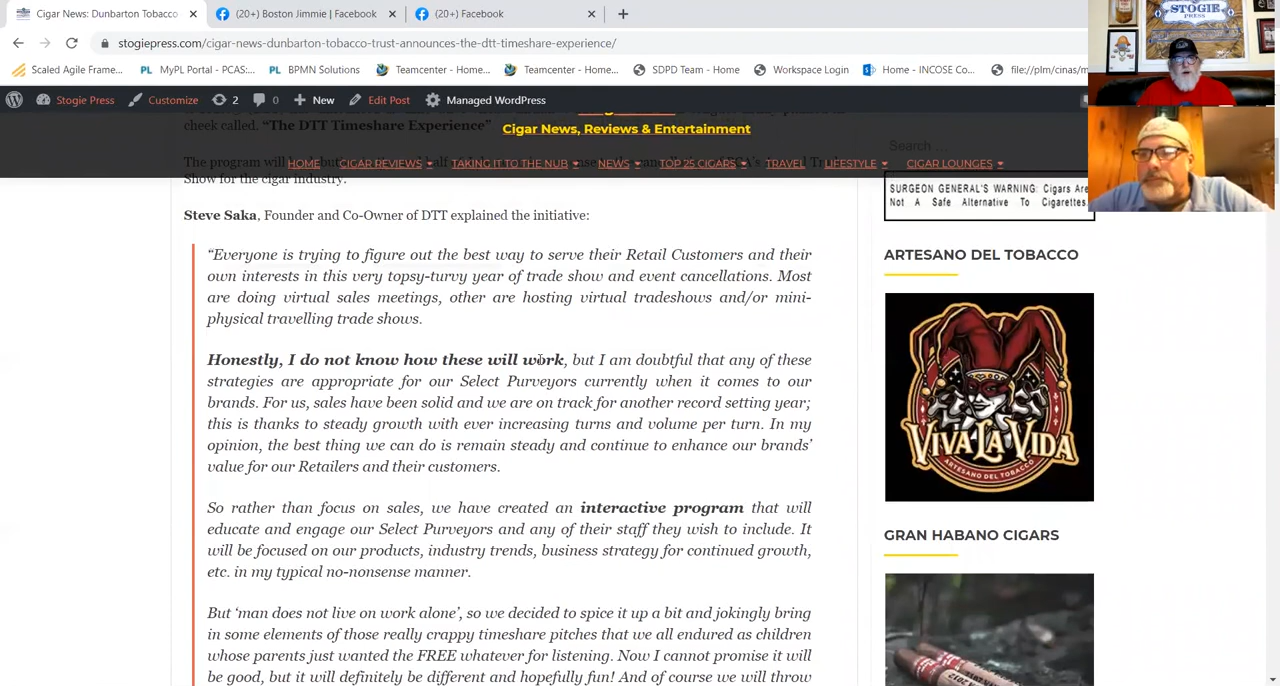 Cigar News: Dunbarton Tobacco
(20+) Boston Jimmie | Facebook
(20+) Facebook
stogiepress.com/cigar-news-dunbarton-tobacco-trust-announces-the-dtt-timeshare-experience/
Scaled Agile Frame...
MyPL Portal - PCAS:...
BPMN Solutions
Teamcenter - Home...
Teamcenter - Home...
SDPD Team - Home
Workspace Login
Home - INCOSE Co...
file://plm/cinas/m
Stogie Press
Customize
2
0
New
Edit Post
Managed WordPress
STOGIE
PRESS
cheek called. "The DTT Timeshare Experience"
Cigar News, Reviews & Entertainment
Search ...
The program will
HOME
CIGAR REVIEWS
TAKING IT TO THE NUB
NEWS
TOP 25 CIGARS
TRAVEL
LIFESTYLE
CIGAR LOUNGES
Show for the cigar industry.
SURGEON GENERAL'S WARNING: Cigars Are
Not A Safe Alternative To Cigarettes.
Steve Saka, Founder and Co-Owner of DTT explained the initiative:
“Everyone is trying to figure out the best way to serve their Retail Customers and their
own interests in this very topsy-turvy year of trade show and event cancellations. Most
are doing virtual sales meetings, other are hosting virtual tradeshows and/or mini-
physical travelling trade shows.
Honestly, I do not know how these will work, but I am doubtful that any of these
strategies are appropriate for our Select Purveyors currently when it comes to our
brands. For us, sales have been solid and we are on track for another record setting year;
this is thanks to steady growth with ever increasing turns and volume per turn. In my
opinion, the best thing we can do is remain steady and continue to enhance our brands’
value for our Retailers and their customers.
So rather than focus on sales, we have created an interactive program that will
educate and engage our Select Purveyors and any of their staff they wish to include. It
will be focused on our products, industry trends, business strategy for continued growth,
etc. in my typical no-nonsense manner.
But ‘man does not live on work alone’, so we decided to spice it up a bit and jokingly bring
in some elements of those really crappy timeshare pitches that we all endured as children
whose parents just wanted the FREE whatever for listening. Now I cannot promise it will
be good, but it will definitely be different and hopefully fun! And of course we will throw
ARTESANO DEL TOBACCO
VIVA LA VIDA
ARTESANO DEL TOBACCO
GRAN HABANO CIGARS